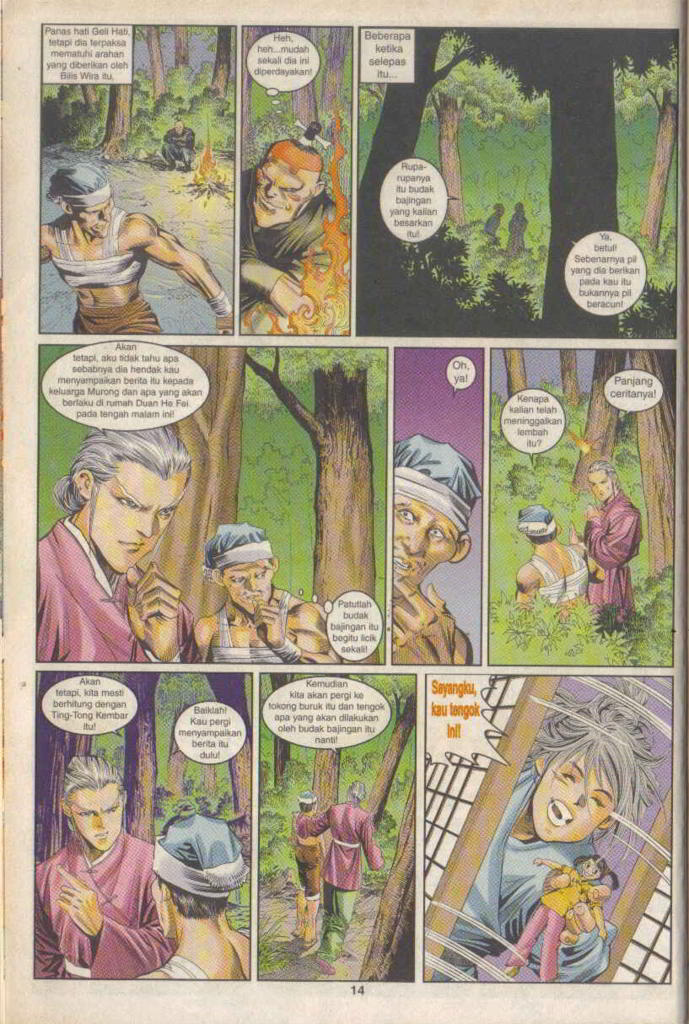 Panas hati Geli Hati,
tetapi dia terpaksa
mematuhi arahan
yang diberikan oleh
Bilis Wira itu.
Heh,
heh...mudah
sekali dia ini
diperdayakan!
Beberapa
ketika
selepas
itu...
Rupa-
rupanya
itu budak
bajingan
yang kalian
besarkan
itu!
Ya,
betul!
Sebenarnya pil
yang dia berikan
pada kau itu
bukannya pil
beracun!
Akan
tetapi, aku tidak tahu apa
sebabnya dia hendak kau
menyampaikan berita itu kepada
keluarga Murong dan apa yang akan
berlaku di rumah Duan He Fei
pada tengah malam ini!
Patutlah
budak
bajingan itu
begitu licik
sekali!
Oh,
ya!
Kenapa
kalian telah
meninggalkan
lembah
itu?
Panjang
ceritanya!
Akan
tetapi, kita mesti
berhitung dengan
Ting-Tong Kembar
itu!
Baiklah!
Kau pergi
menyampaikan
berita itu
dulu!
Kemudian
kita akan pergi ke
tokong buruk itu dan tengok
apa yang akan dilakukan
oleh budak bajingan itu
nanti!
Sayangku,
kau tengok
ini!
14